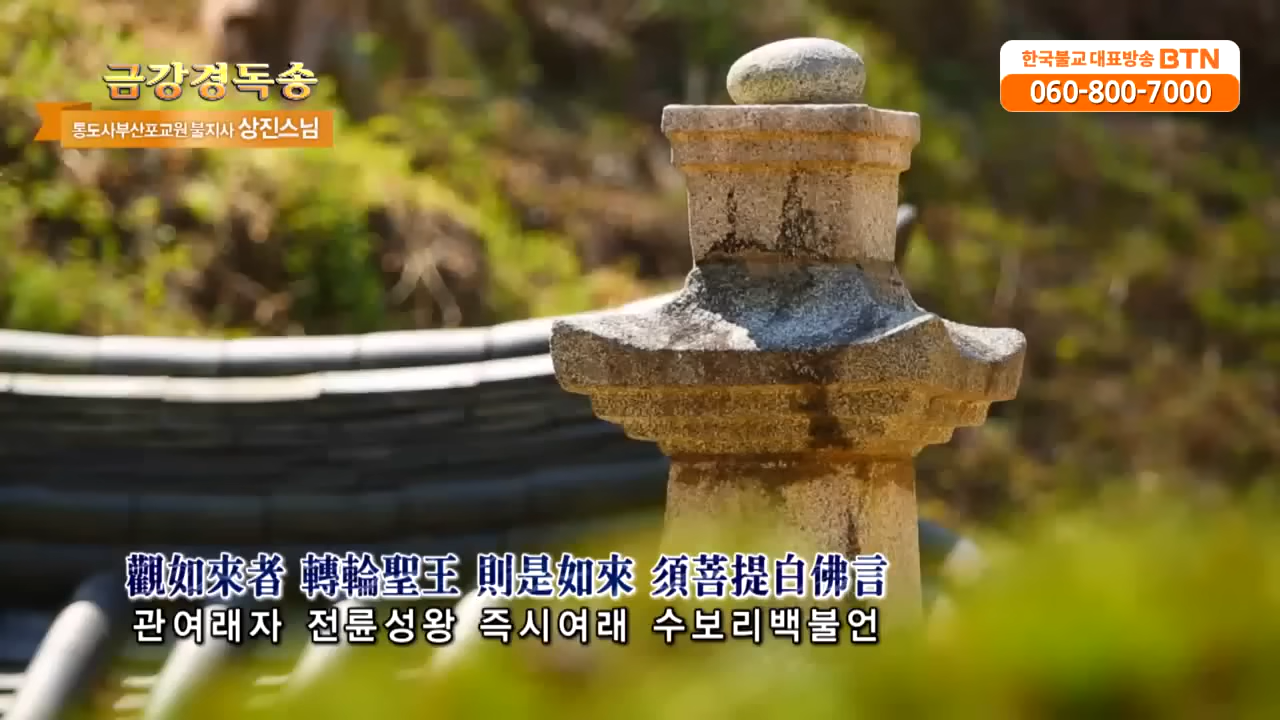 금강경독송
통도사부산포교원 불지사 상진스님
한국불교 대표방송 BTN
060-800-7000
觀如來者 轉輪聖王 則是如來 須菩提白佛言
관여래자 전륜성왕 즉시여래 수보리백불언